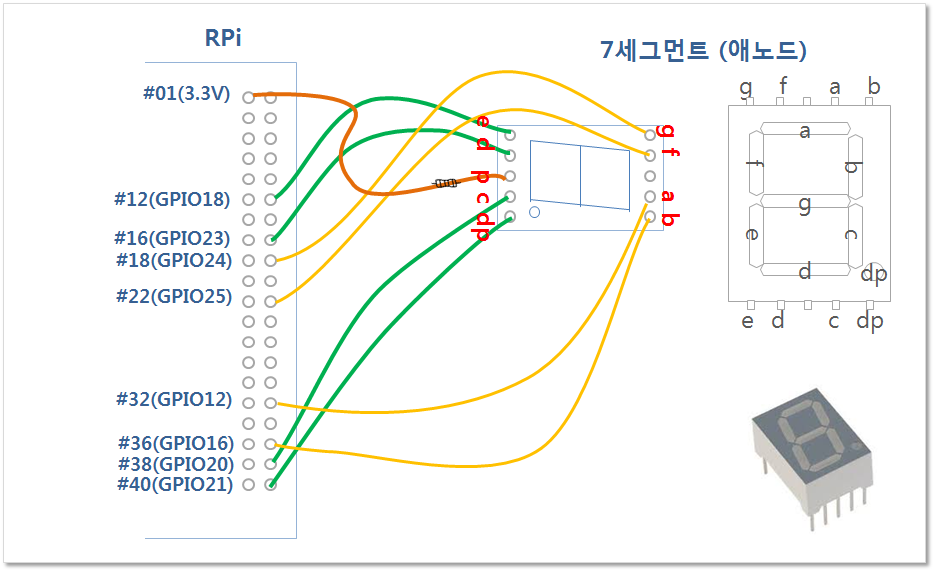 RPi
7세그먼트 (애노드)
#01(3.3V)
#12(GPIO18)
#16(GPIO23)
#18(GPIO24)
#22(GPIO25)
#32(GPIO12)
#36(GPIO16)
#38(GPIO20)
#40(GPIO21)
e
d
p
c
dp
g
f
a
b
g f a b
a
f
b
g
e
c
d
dp
e d c dp